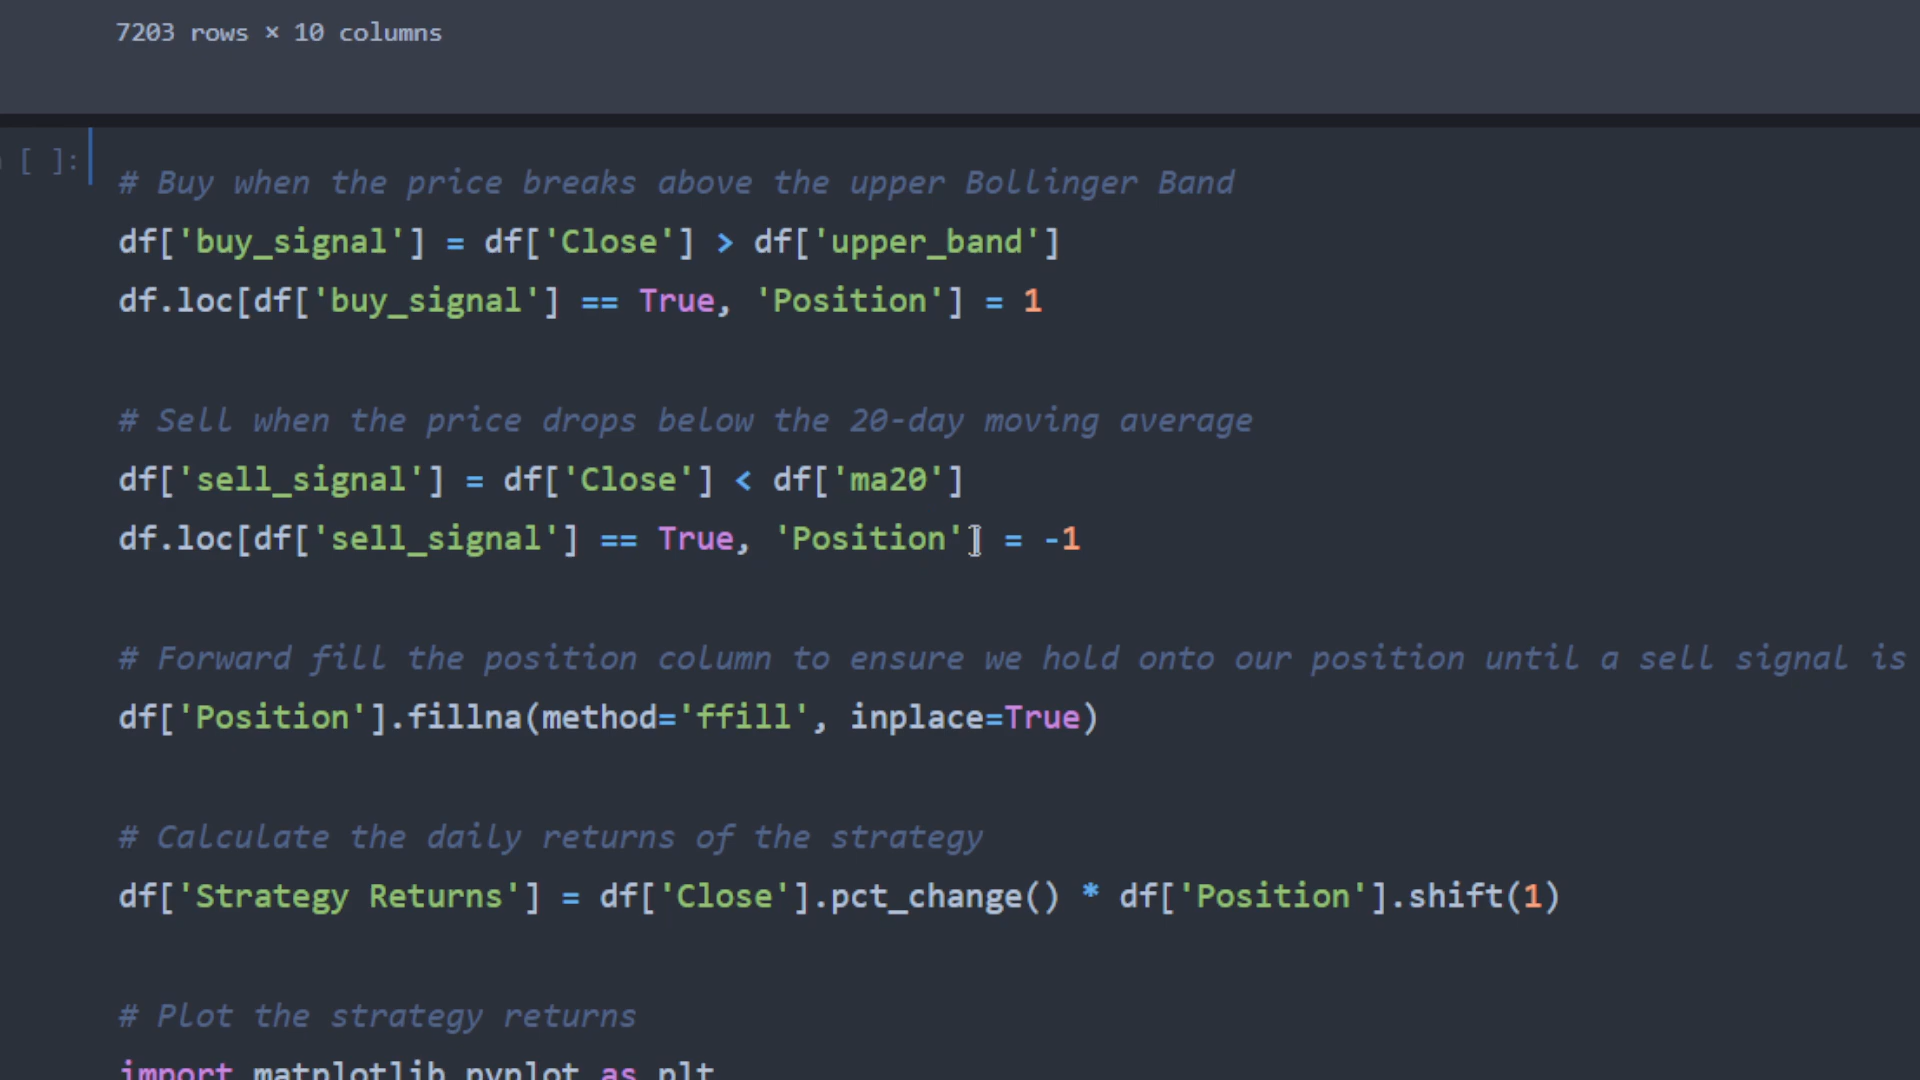 7203 rows × 10 columns
[ ]:
# Buy when the price breaks above the upper Bollinger Band
df['buy_signal'] = df['Close'] > df['upper_band']
df.loc[df['buy_signal'] == True, 'Position'] = 1
# Sell when the price drops below the 20-day moving average
df['sell_signal'] = df['Close'] < df['ma20']
df.loc[df['sell_signal'] == True, 'Position'] = -1
# Forward fill the position column to ensure we hold onto our position until a sell signal is
df['Position'].fillna(method='ffill', inplace=True)
# Calculate the daily returns of the strategy
df['Strategy Returns'] = df['Close'].pct_change() * df['Position'].shift(1)
# Plot the strategy returns
import matplotlib.pyplot as plt